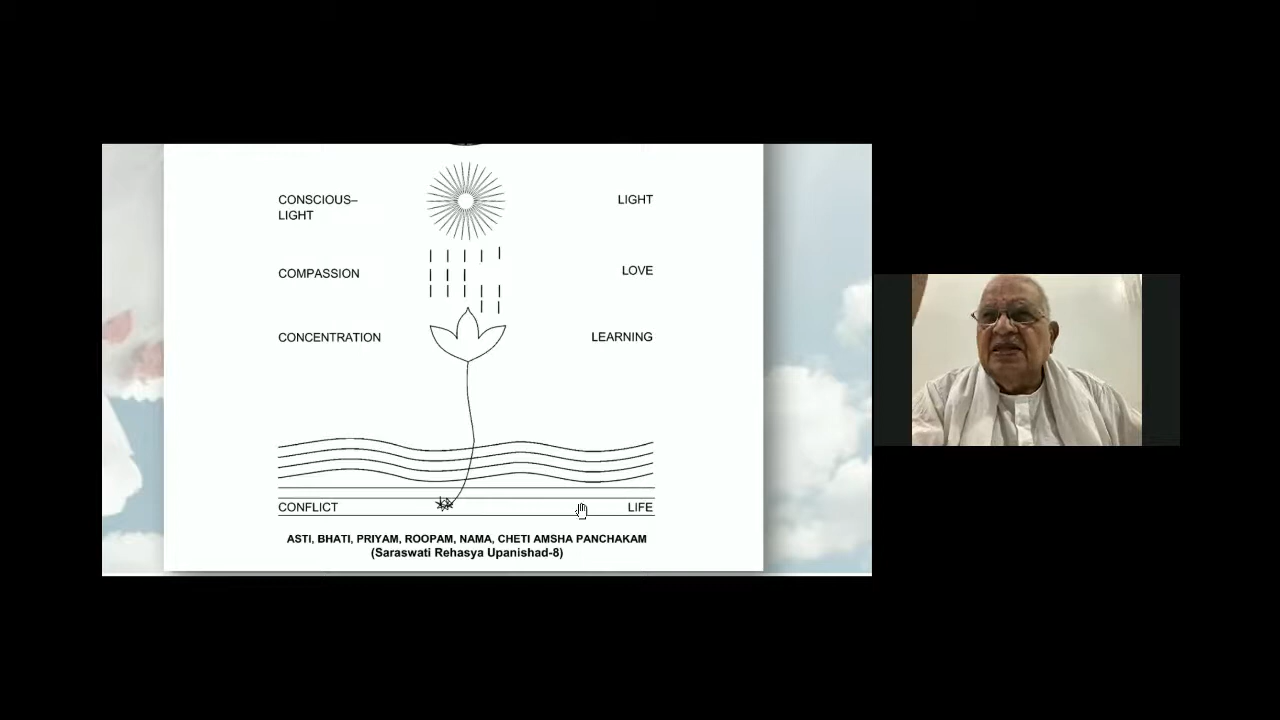 CONSCIOUS–
LIGHT
LIGHT
COMPASSION
LOVE
CONCENTRATION
LEARNING
CONFLICT
LIFE
ASTI, BHATI, PRIYAM, ROOPAM, NAMA, CHETI AMSHA PANCHAKAM
(Saraswati Rehasya Upanishad-8)